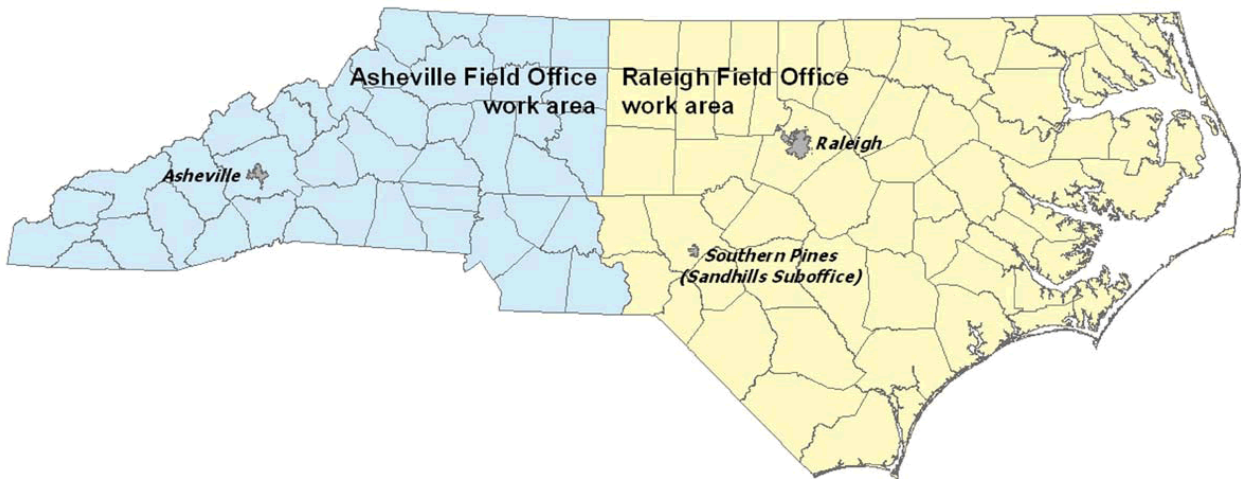 Asheville Field Office
work area
Raleigh Field Office
work area
Raleigh
Asheville
Southern Pines
(Sandhills Suboffice)